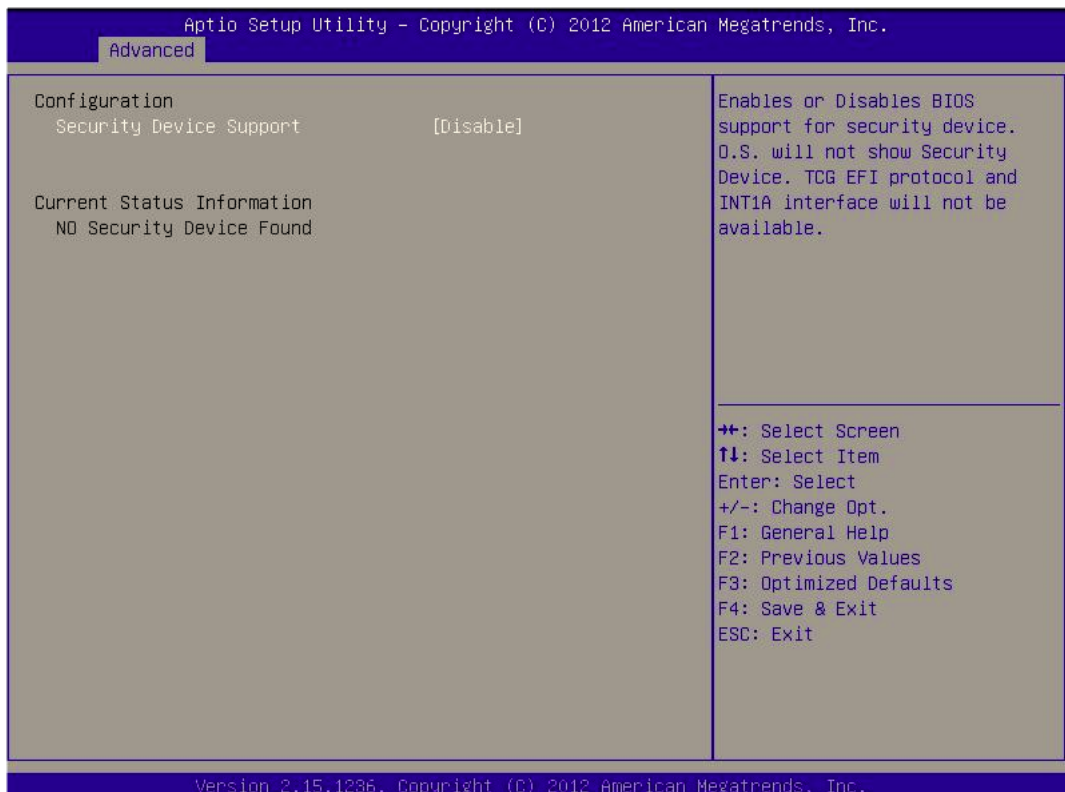 Aptio Setup Utility – Copyright (C) 2012 American Megatrends, Inc.
Advanced
Configuration
Security Device Support [Disable]
Current Status Information
NO Security Device Found
Enables or Disables BIOS
support for security device.
O.S. will not show Security
Device. TCG EFI protocol and
INT1A interface will not be
available.
→←: Select Screen
↑↓: Select Item
Enter: Select
+/-: Change Opt.
F1: General Help
F2: Previous Values
F3: Optimized Defaults
F4: Save & Exit
ESC: Exit
Version 2.15.1236. Copyright (C) 2012 American Megatrends, Inc.